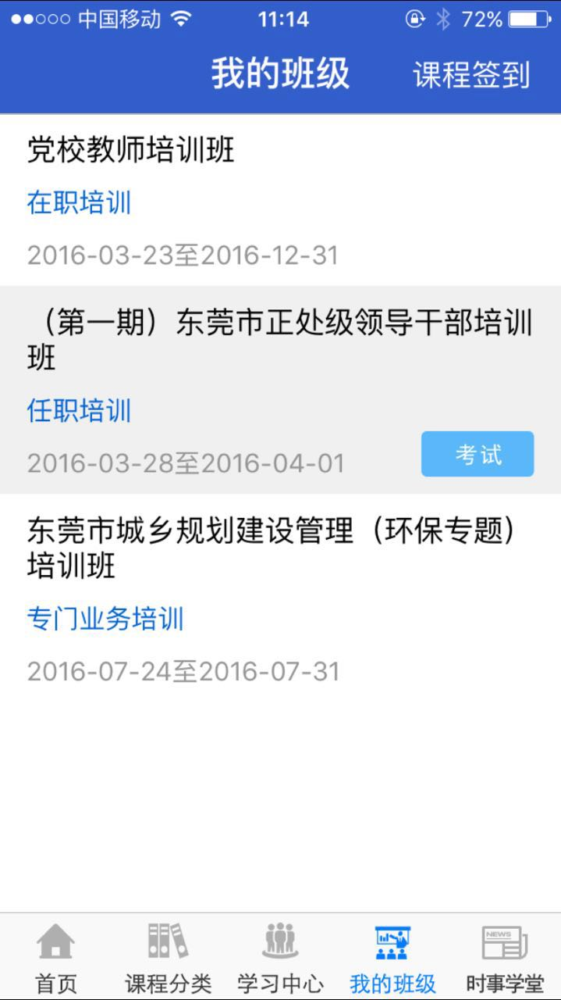 中国移动 11:14 72%
我的班级 课程签到
党校教师培训班
在职培训
2016-03-23至2016-12-31
（第一期）东莞市正处级领导干部培训
班
任职培训
2016-03-28至2016-04-01 考试
东莞市城乡规划建设管理（环保专题）
培训班
专门业务培训
2016-07-24至2016-07-31
NEWS
首页 课程分类 学习中心 我的班级 时事学堂